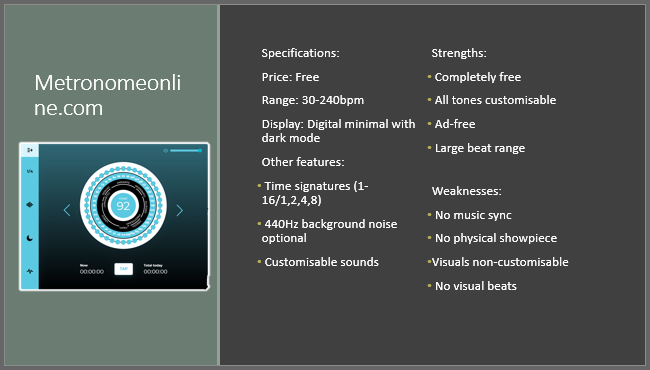 Metronomeonli
ne.com
92
Now
00:00:00
TAP
Total today
00:00:00
Specifications:
Price: Free
Range: 30-240bpm
Display: Digital minimal with
dark mode
Other features:
• Time signatures (1-
16/1,2,4,8)
• 440Hz background noise
optional
• Customisable sounds
Strengths:
• Completely free
• All tones customisable
• Ad-free
• Large beat range
Weaknesses:
• No music sync
• No physical showpiece
•Visuals non-customisable
• No visual beats